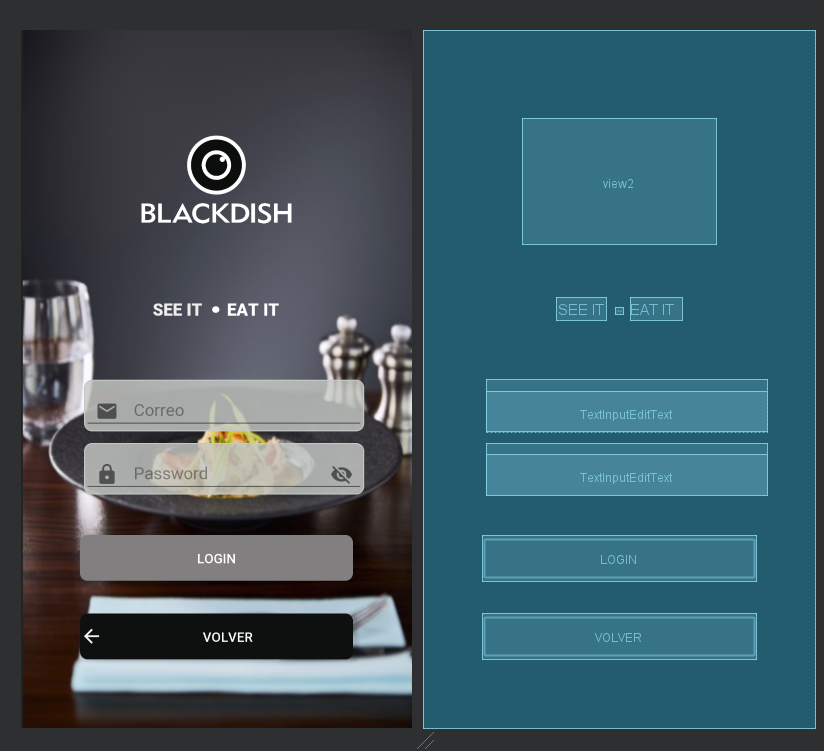 BLACKDISH
SEE IT • EAT IT
Correo
Password
LOGIN
VOLVER
view2
SEE IT EAT IT
TextInputEditText
TextInputEditText
LOGIN
VOLVER